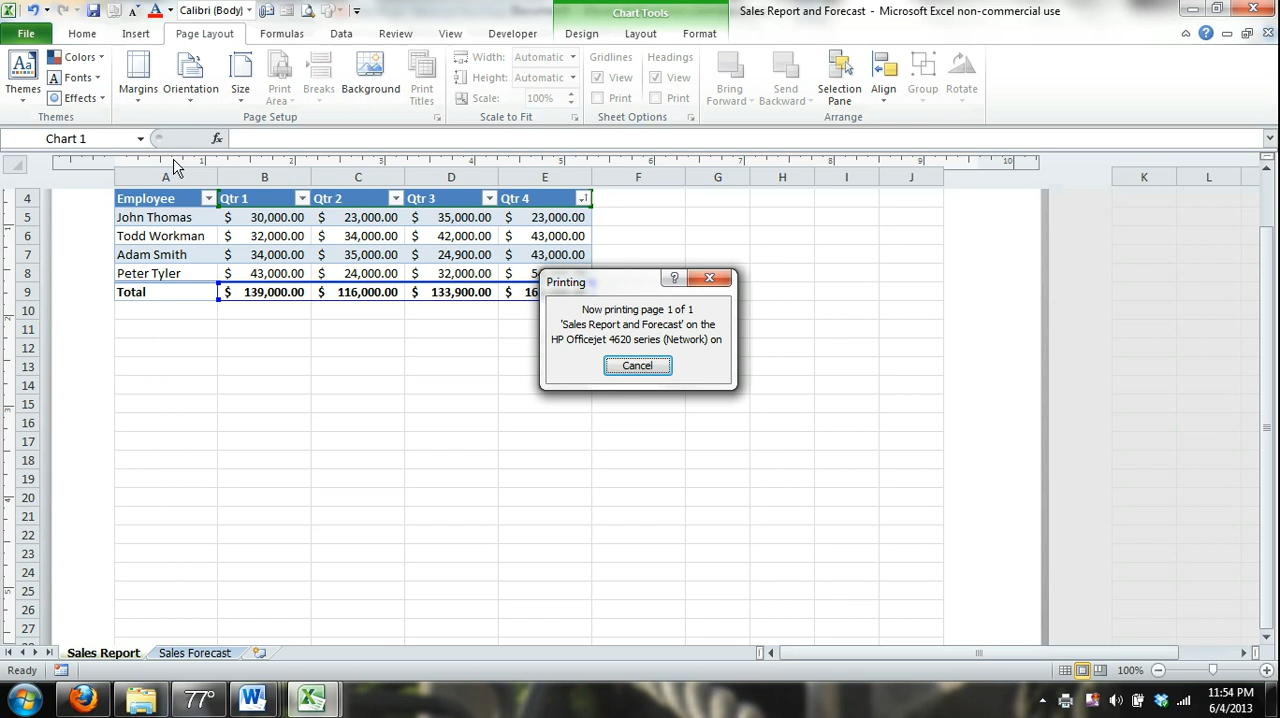 Calibri (Body)
Chart Tools
Sales Report and Forecast - Microsoft Excel non-commercial use
File Home Insert Page Layout Formulas Data Review View Developer Design Layout Format
Themes
Colors
Fonts
Effects
Themes
Margins
Orientation
Size
Print
Area
Breaks
Background
Print
Titles
Page Setup
Width: Automatic
Height: Automatic
Scale: 100%
Scale to Fit
Gridlines
View
Print
Headings
View
Print
Sheet Options
Bring
Forward
Send
Backward
Selection
Pane
Align
Group
Rotate
Arrange
Chart 1
fx
1 2 3 4 5 6 7 8 9 10
A B C D E F G H I J K L
4 Employee Qtr 1 Qtr 2 Qtr 3 Qtr 4
5 John Thomas $ 30,000.00 $ 23,000.00 $ 35,000.00 $ 23,000.00
6 Todd Workman $ 32,000.00 $ 34,000.00 $ 42,000.00 $ 43,000.00
7 Adam Smith $ 34,000.00 $ 35,000.00 $ 24,900.00 $ 43,000.00
8 Peter Tyler $ 43,000.00 $ 24,000.00 $ 32,000.00 $
9 Total $ 139,000.00 $ 116,000.00 $ 133,900.00 $
10
11
12
13
14
15
16
17
18
19
20
21
22
23
24
25
26
27
Printing
Now printing page 1 of 1
'Sales Report and Forecast' on the
HP Officejet 4620 series (Network) on
Cancel
Sales Report Sales Forecast
Ready
100%
77°
11:54 PM
6/4/2013